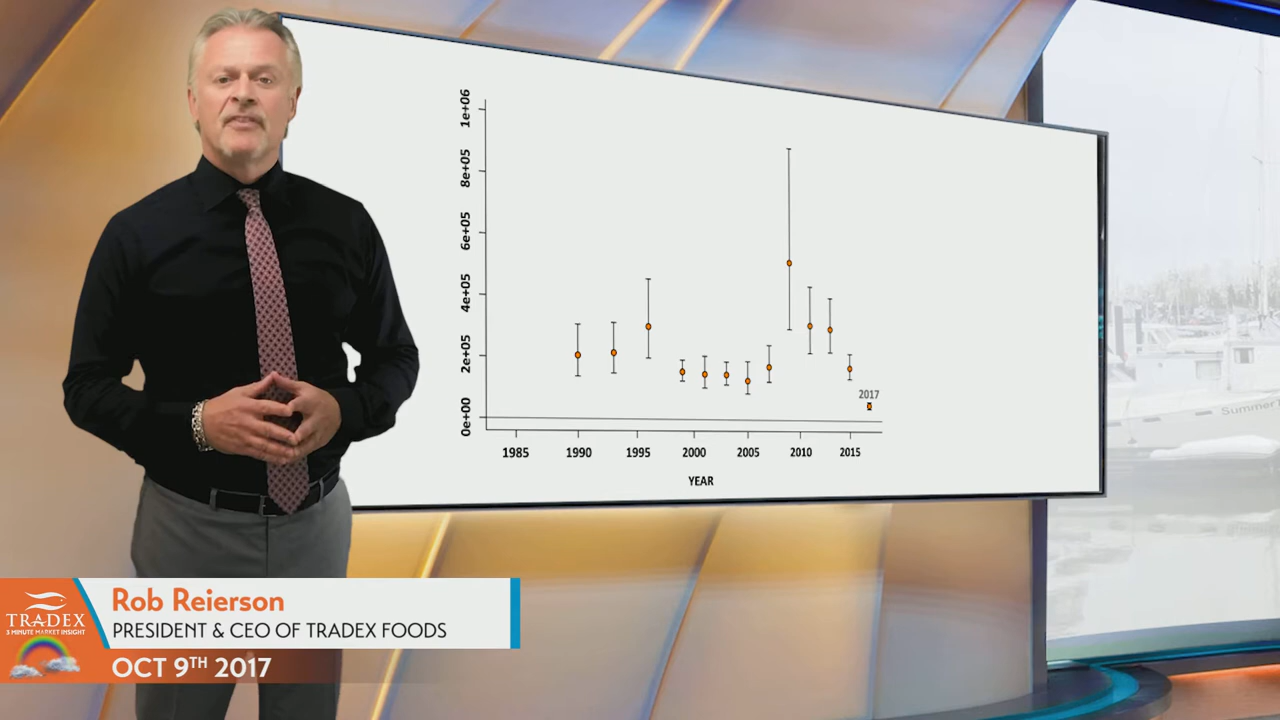 1e+06
8e+05
6e+05
4e+05
2e+05
0e+00
2017
1985 1990 1995 2000 2005 2010 2015
YEAR
Summer
TRADEX
3 MINUTE MARKET INSIGHT
Rob Reierson
PRESIDENT & CEO OF TRADEX FOODS
OCT 9TH 2017